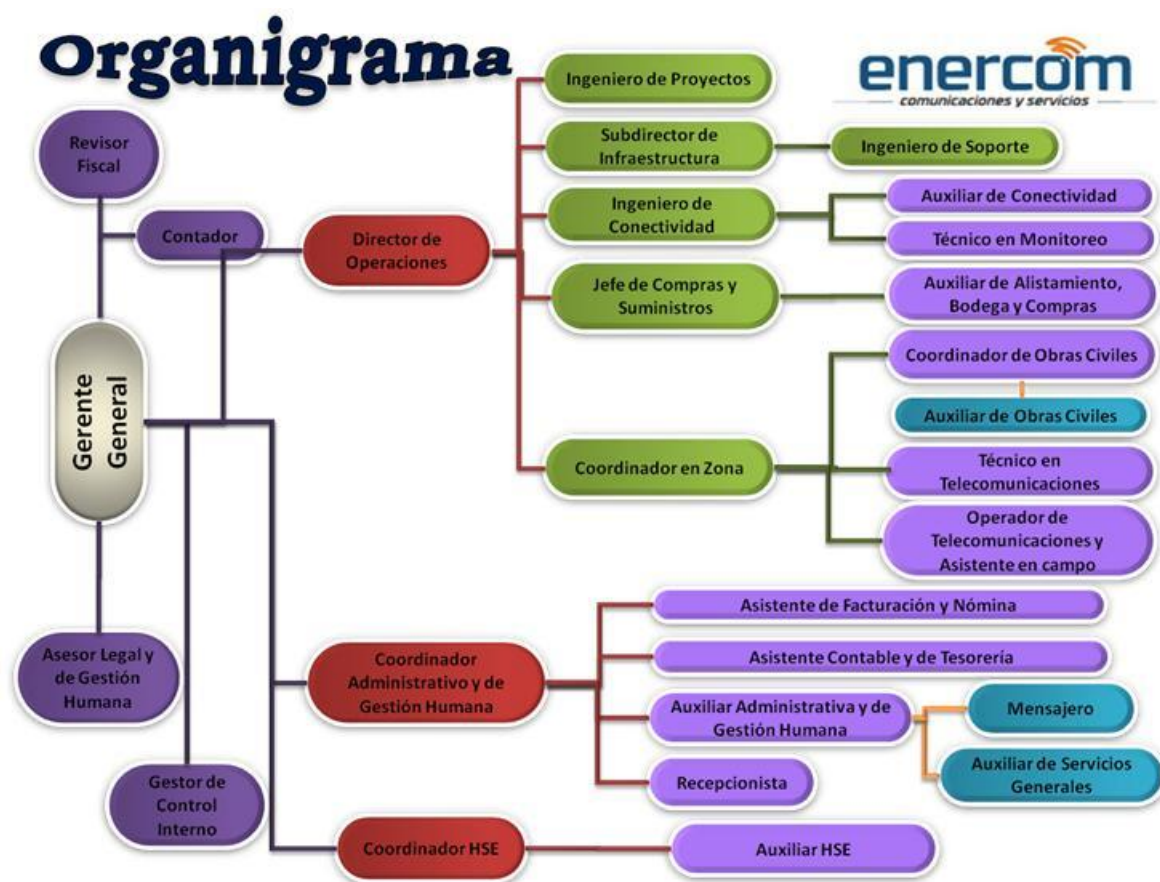 Organigrama
enercom
comunicaciones y servicios
Revisor
Fiscal
Contador
Gerente
General
Asesor Legal y
de Gestión
Humana
Gestor de
Control
Interno
Director de
Operaciones
Ingeniero de Proyectos
Subdirector de
Infraestructura
Ingeniero de Soporte
Ingeniero de
Conectividad
Auxiliar de Conectividad
Técnico en Monitoreo
Jefe de Compras y
Suministros
Auxiliar de Alistamiento,
Bodega y Compras
Coordinador en Zona
Coordinador de Obras Civiles
Auxiliar de Obras Civiles
Técnico en
Telecomunicaciones
Operador de
Telecomunicaciones y
Asistente en campo
Coordinador
Administrativo y de
Gestión Humana
Asistente de Facturación y Nómina
Asistente Contable y de Tesorería
Auxiliar Administrativa y de
Gestión Humana
Mensajero
Auxiliar de Servicios
Generales
Recepcionista
Coordinador HSE
Auxiliar HSE